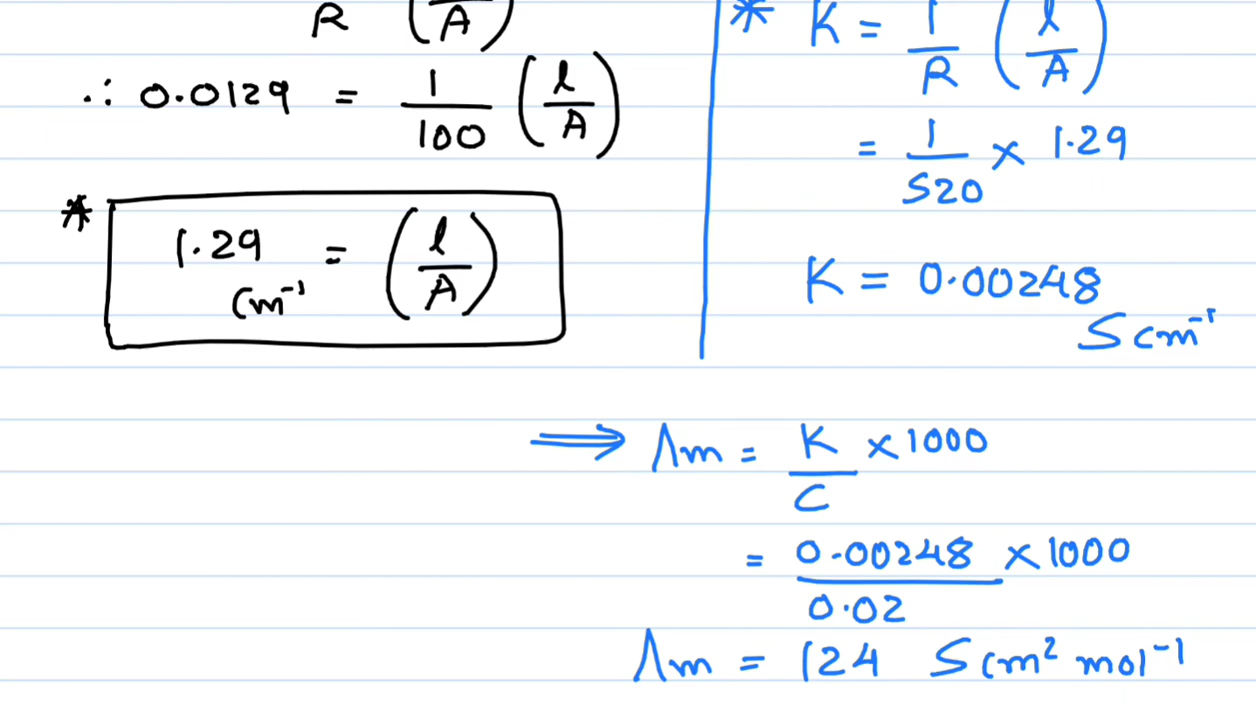 R (l/A)
∴ 0.0129 = 1/100 (l/A)
* 1.29 cm⁻¹ = (l/A)
* K = 1/R (l/A)
= 1/520 × 1.29
K = 0.00248
S cm⁻¹
⟹ Λm = K/C × 1000
= 0.00248/0.02 × 1000
Λm = 124 S cm² mol⁻¹